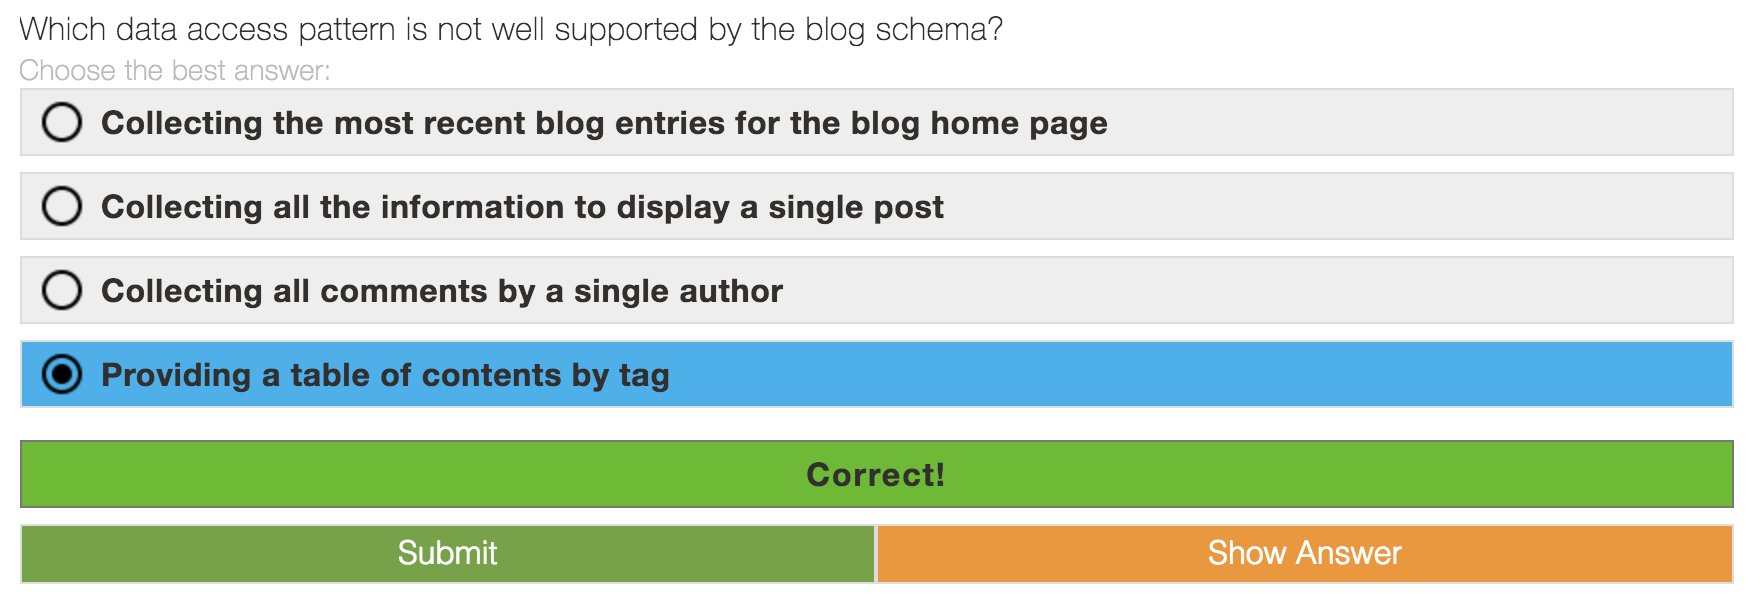 Which data access pattern is not well supported by the blog schema?
Choose the best answer:
Collecting the most recent blog entries for the blog home page
Collecting all the information to display a single post
Collecting all comments by a single author
Providing a table of contents by tag
Correct!
Submit
Show Answer